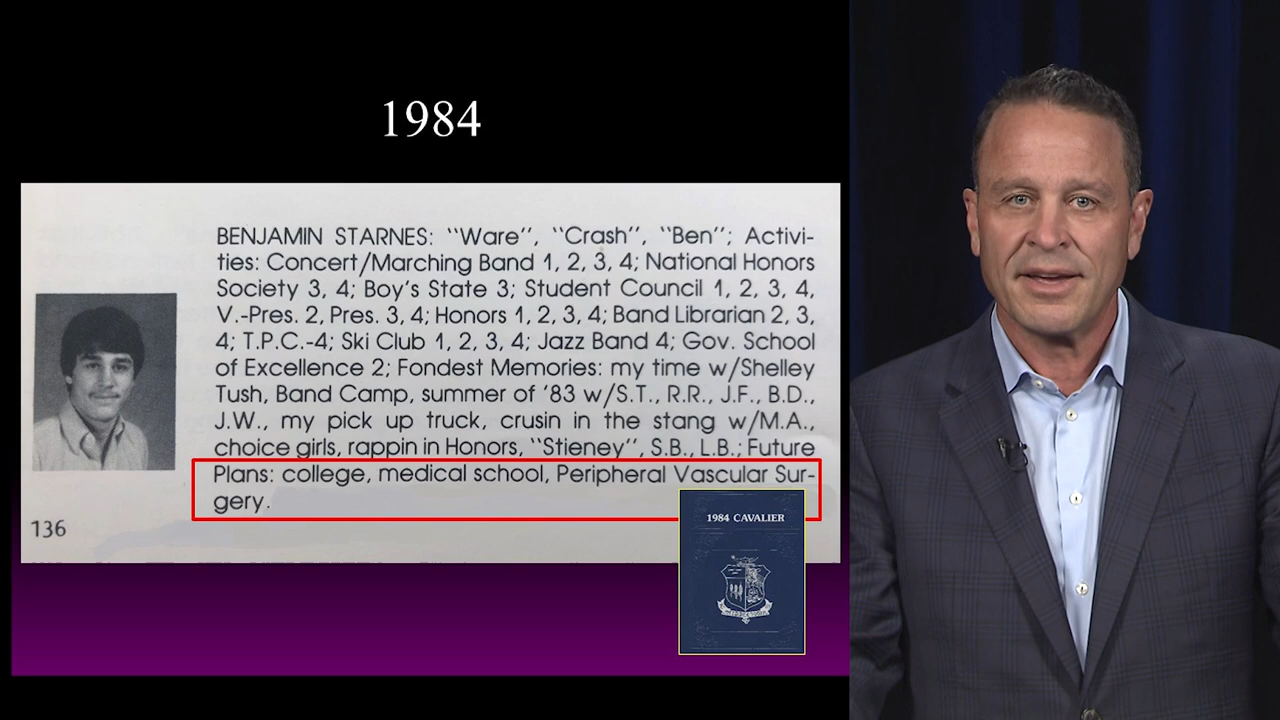 1984
BENJAMIN STARNES: "Ware", "Crash", "Ben"; Activi-
ties: Concert/Marching Band 1, 2, 3, 4; National Honors
Society 3, 4; Boy's State 3; Student Council 1, 2, 3, 4,
V.-Pres. 2, Pres. 3, 4; Honors 1, 2, 3, 4; Band Librarian 2, 3,
4; T.P.C.-4; Ski Club 1, 2, 3, 4; Jazz Band 4; Gov. School
of Excellence 2; Fondest Memories: my time w/Shelley
Tush, Band Camp, summer of '83 w/S.T., R.R., J.F., B.D.,
J.W., my pick up truck, crusin in the stang w/M.A.,
choice girls, rappin in Honors, "Stieney", S.B., L.B.; Future
Plans: college, medical school, Peripheral Vascular Sur-
gery.
136
1984 CAVALIER